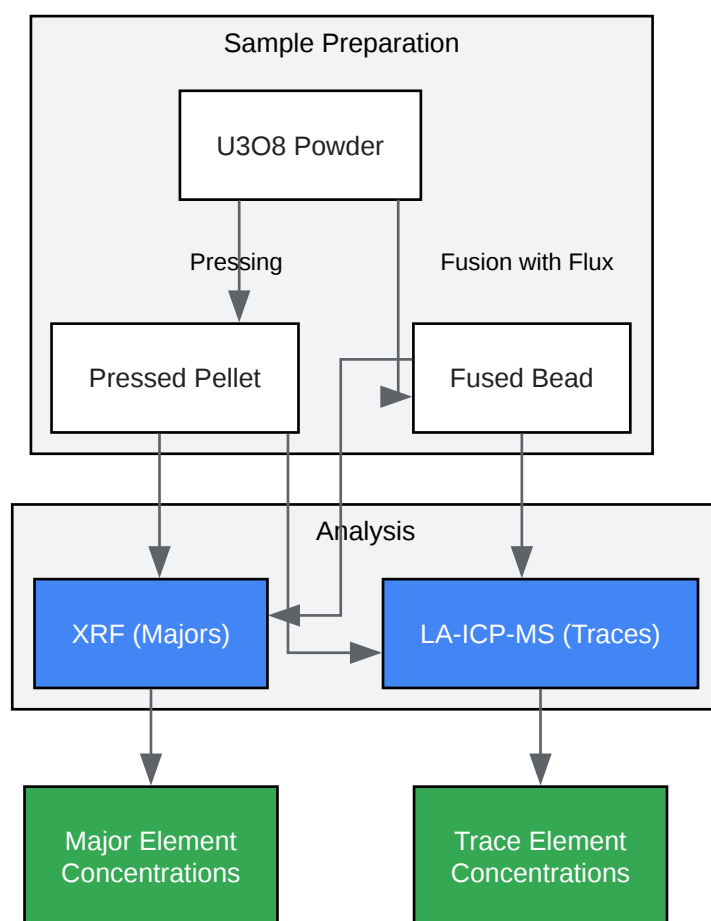 Sample Preparation
U3O8 Powder
Pressing
Fusion with Flux
Pressed Pellet
Fused Bead
Analysis
XRF (Majors)
LA-ICP-MS (Traces)
Major Element
Concentrations
Trace Element
Concentrations